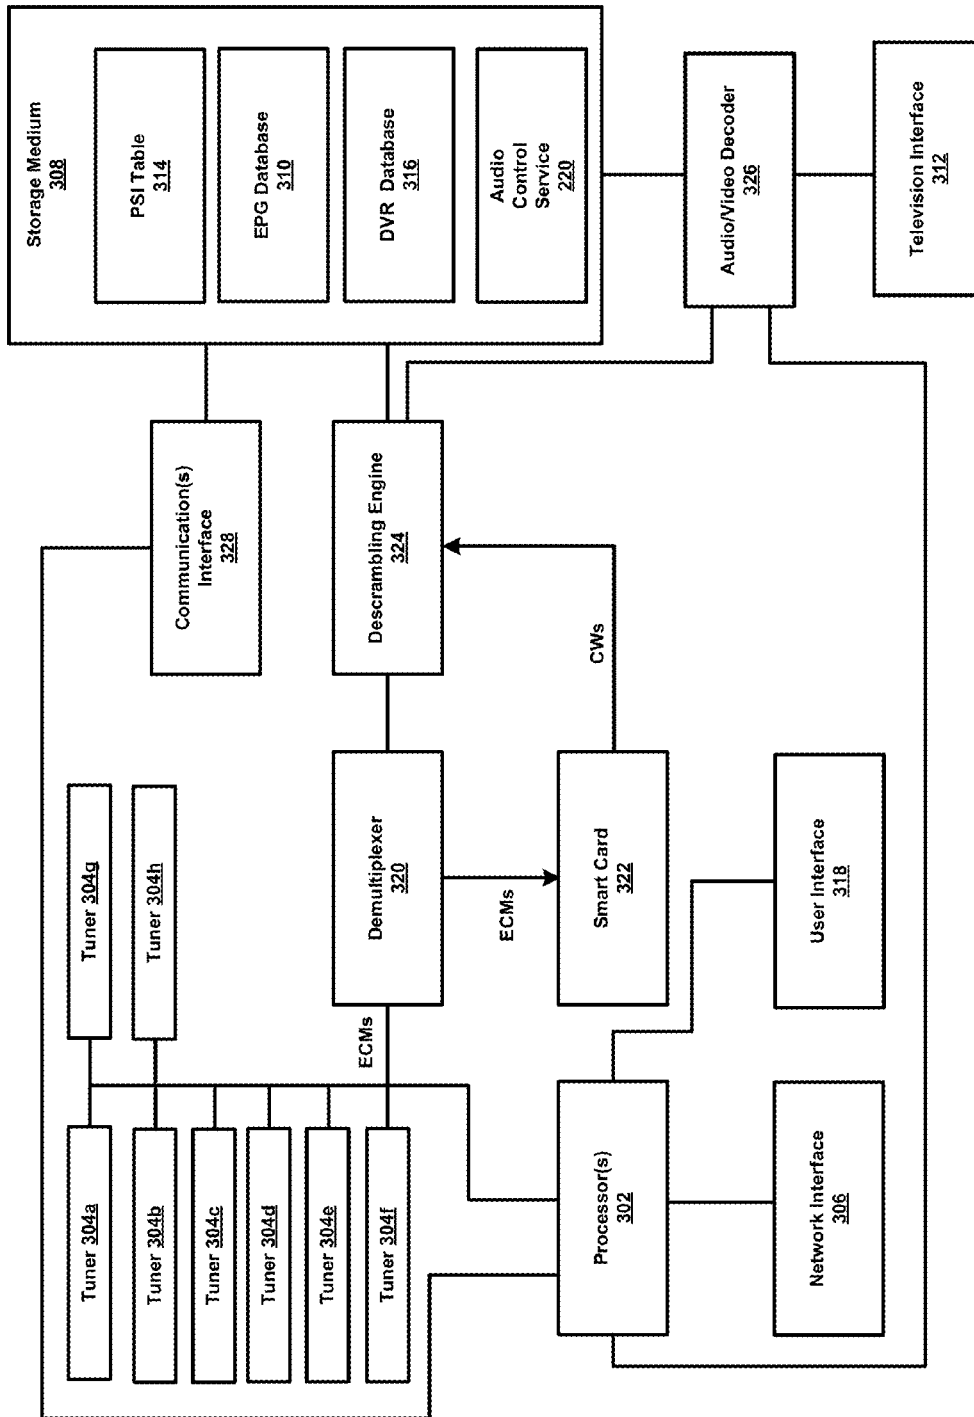 Tuner 304a
Tuner 304b
Tuner 304c
Tuner 304d
Tuner 304e
Tuner 304f
Tuner 304g
Tuner 304h
ECMs
Processor(s)
302
Network Interface
306
Demultiplexer
320
ECMs
Smart Card
322
User Interface
318
CWs
Communication(s)
Interface
328
Descrambling Engine
324
Storage Medium
308
PSI Table
314
EPG Database
310
DVR Database
316
Audio
Control
Service
220
Audio/Video Decoder
326
Television Interface
312